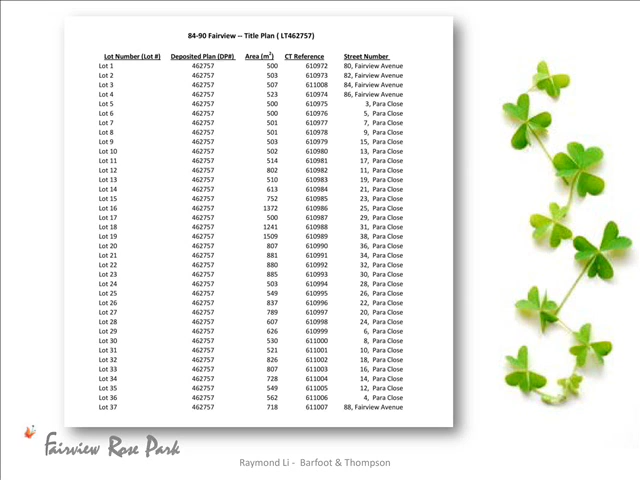 84-90 Fairview -- Title Plan ( LT462757)
Lot Number (Lot #) Deposited Plan (DP#) Area (m²) CT Reference Street Number
Lot 1 462757 500 610972 80, Fairview Avenue
Lot 2 462757 503 610973 82, Fairview Avenue
Lot 3 462757 507 611008 84, Fairview Avenue
Lot 4 462757 523 610974 86, Fairview Avenue
Lot 5 462757 500 610975 3, Para Close
Lot 6 462757 500 610976 5, Para Close
Lot 7 462757 501 610977 7, Para Close
Lot 8 462757 501 610978 9, Para Close
Lot 9 462757 503 610979 15, Para Close
Lot 10 462757 502 610980 13, Para Close
Lot 11 462757 514 610981 17, Para Close
Lot 12 462757 802 610982 11, Para Close
Lot 13 462757 510 610983 19, Para Close
Lot 14 462757 613 610984 21, Para Close
Lot 15 462757 752 610985 23, Para Close
Lot 16 462757 1372 610986 25, Para Close
Lot 17 462757 500 610987 29, Para Close
Lot 18 462757 1241 610988 31, Para Close
Lot 19 462757 1509 610989 38, Para Close
Lot 20 462757 807 610990 36, Para Close
Lot 21 462757 881 610991 34, Para Close
Lot 22 462757 880 610992 32, Para Close
Lot 23 462757 885 610993 30, Para Close
Lot 24 462757 503 610994 28, Para Close
Lot 25 462757 549 610995 26, Para Close
Lot 26 462757 837 610996 22, Para Close
Lot 27 462757 789 610997 20, Para Close
Lot 28 462757 607 610998 24, Para Close
Lot 29 462757 626 610999 6, Para Close
Lot 30 462757 530 611000 8, Para Close
Lot 31 462757 521 611001 10, Para Close
Lot 32 462757 826 611002 18, Para Close
Lot 33 462757 807 611003 16, Para Close
Lot 34 462757 728 611004 14, Para Close
Lot 35 462757 549 611005 12, Para Close
Lot 36 462757 562 611006 4, Para Close
Lot 37 462757 718 611007 88, Fairview Avenue
Fairview Rose Park
Raymond Li - Barfoot & Thompson